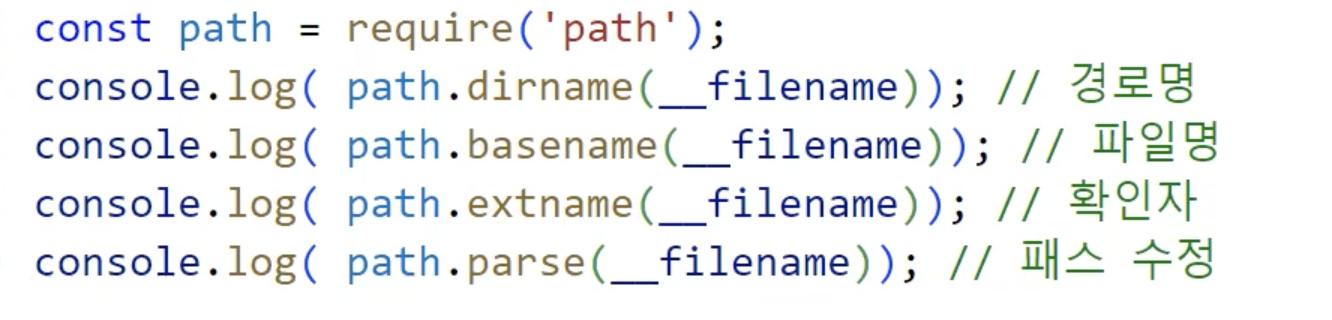 const path = require('path');
console.log( path.dirname(__filename)); // 경로명
console.log( path.basename(__filename)); // 파일명
console.log( path.extname(__filename)); // 확인자
console.log( path.parse(__filename)); // 패스 수정